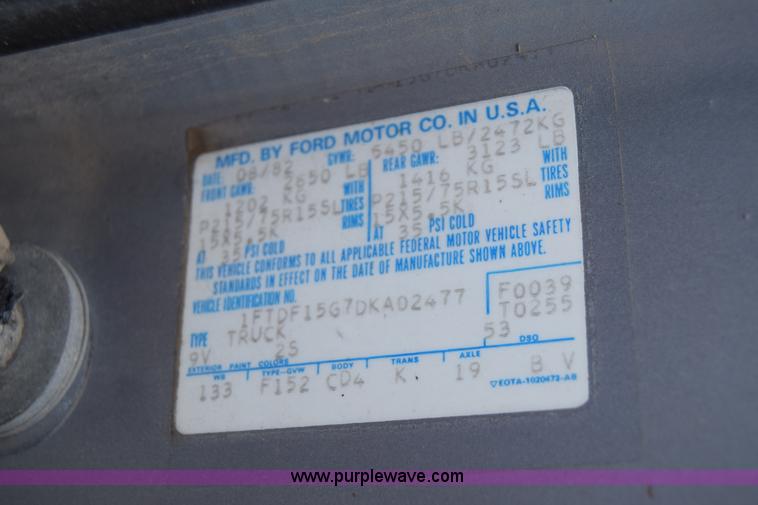 MFD. BY FORD MOTOR CO. IN U.S.A.
DATE: 08/82 GVWR: 5450 LB/2472KG
FRONT GAWR: 2650 LB REAR GAWR: 3123 LB
1202 KG WITH 1416 KG WITH
P215/75R15SL TIRES P215/75R15SL TIRES
15X5.5K RIMS 15X5.5K RIMS
AT 35 PSI COLD AT 35 PSI COLD
THIS VEHICLE CONFORMS TO ALL APPLICABLE FEDERAL MOTOR VEHICLE SAFETY
STANDARDS IN EFFECT ON THE DATE OF MANUFACTURE SHOWN ABOVE.
VEHICLE IDENTIFICATION NO. F0039
1FTDF15G7DKA02477 T0255
TYPE TRUCK 53 DSO
9V 2S
EXTERIOR PAINT COLORS
WB TYPE-GVW BODY TRANS AXLE
133 F152 CD4 K 19 B V
▽EOTA-1020472-AB
www.purplewave.com